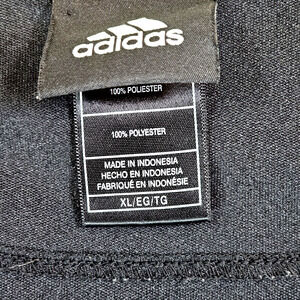 adidas
100% POLIESTER
100% POLYESTER
MADE IN INDONESIA
HECHO EN INDONESIA
FABRIQUÉ EN INDONÉSIE
XL/EG/TG